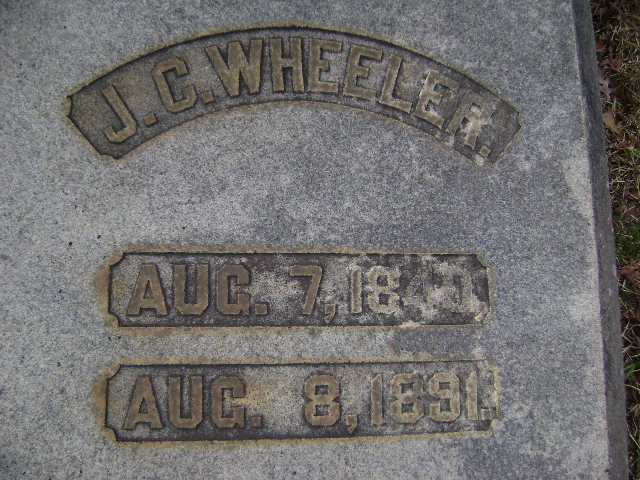 J. C. WHEELER.
AUG. 7,
AUG. 8, 1891.